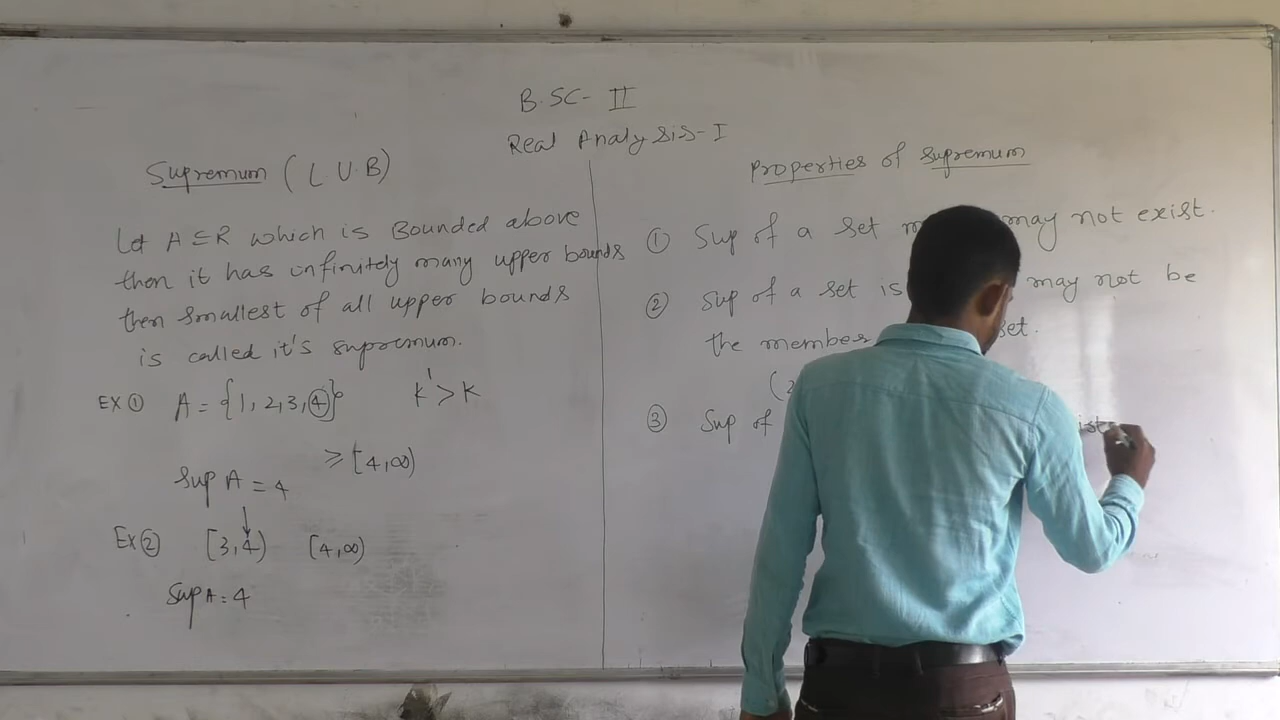 B.SC- II
Real Analysis-I
Supremum (L U B)
Let A ⊆ R which is Bounded above
then it has infinitely many upper bounds
then smallest of all upper bounds
is called it's supremum.
EX ① A = {1, 2, 3, 4} K' > K
≥ [4,∞)
Sup A = 4
↓
EX ② [3,4) [4,∞)
Sup A = 4
Properties of supremum
① Sup of a set may not exist.
② Sup of a set is may not be
the member set.
(2
③ Sup of